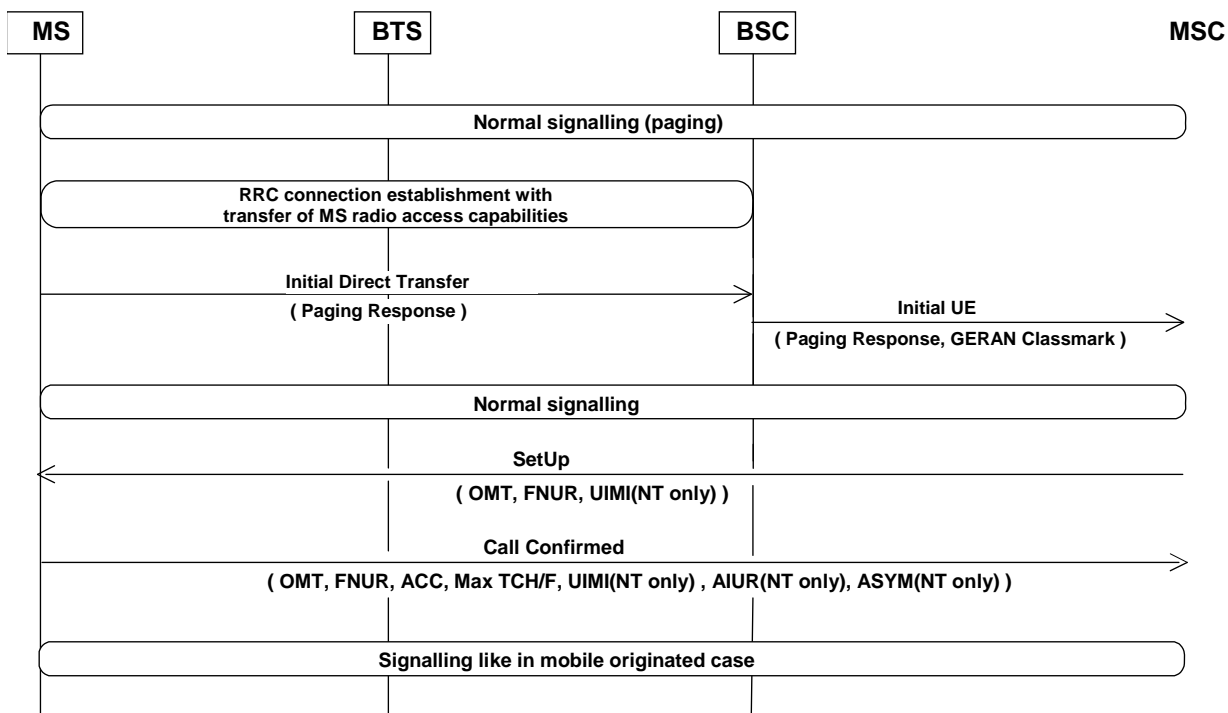 MS BTS BSC MSC
Normal signalling (paging)
RRC connection establishment with
transfer of MS radio access capabilities
Initial Direct Transfer
( Paging Response )
Initial UE
( Paging Response, GERAN Classmark )
Normal signalling
SetUp
( OMT, FNUR, UIMI(NT only) )
Call Confirmed
( OMT, FNUR, ACC, Max TCH/F, UIMI(NT only) , AIUR(NT only), ASYM(NT only) )
Signalling like in mobile originated case